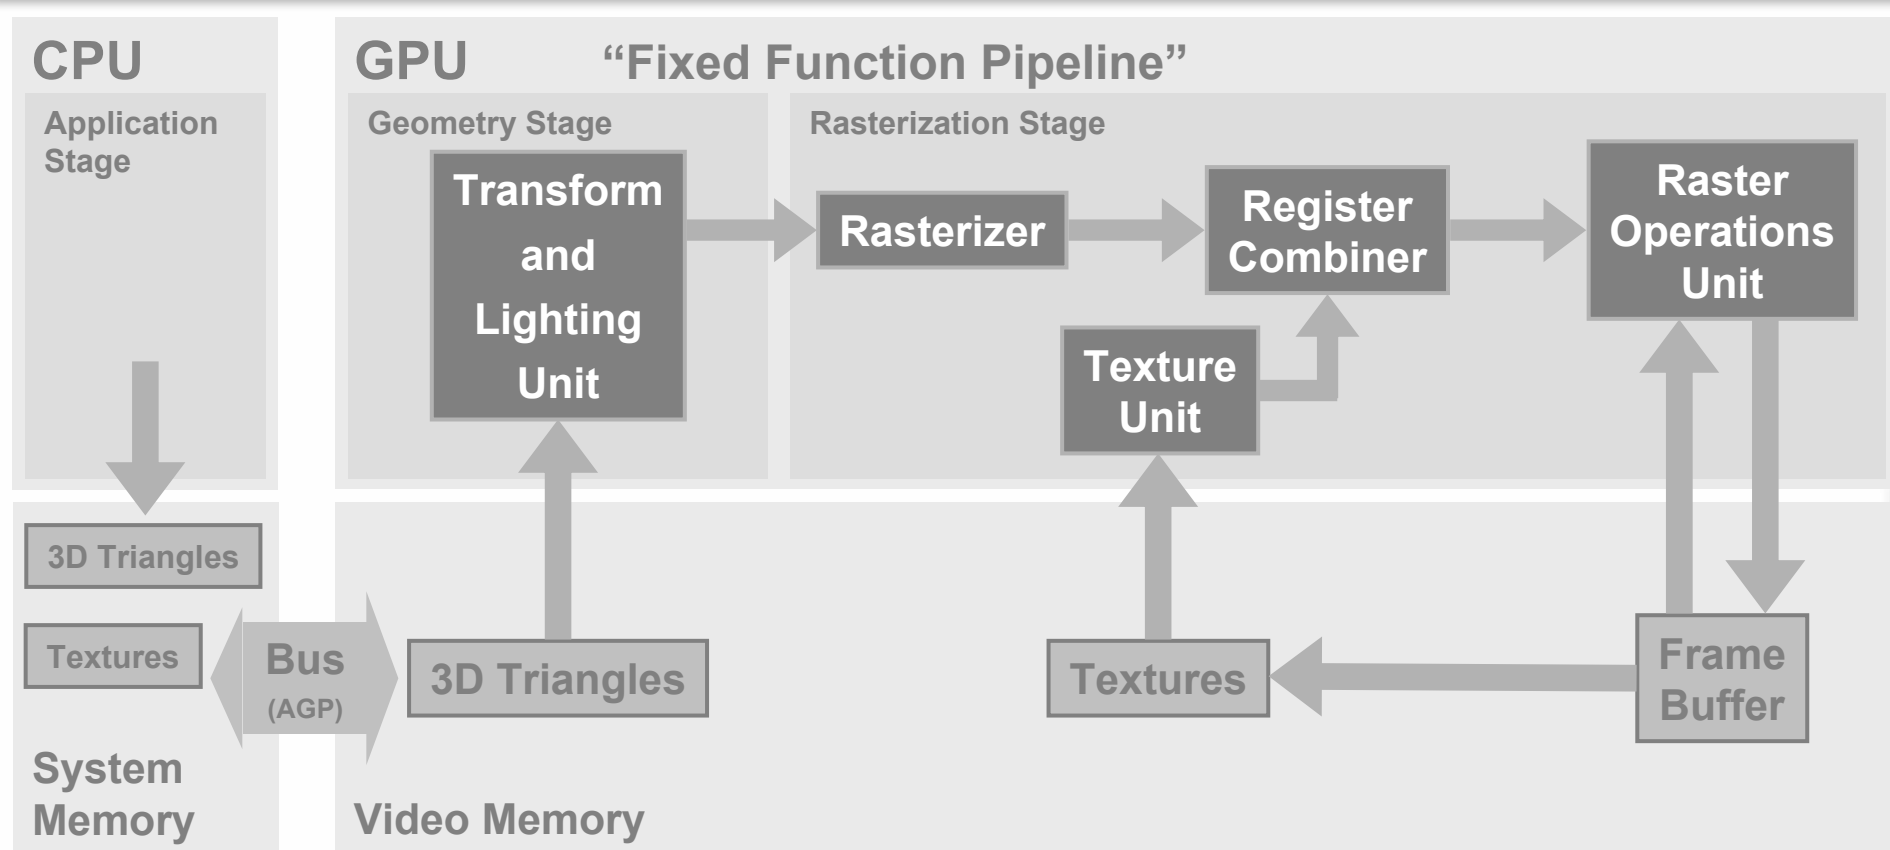 CPU
Application
Stage
3D Triangles
Textures
System
Memory
Bus
(AGP)
GPU
“Fixed Function Pipeline”
Geometry Stage
Transform
and
Lighting
Unit
Rasterization Stage
Rasterizer
Register
Combiner
Raster
Operations
Unit
Texture
Unit
3D Triangles
Textures
Frame
Buffer
Video Memory